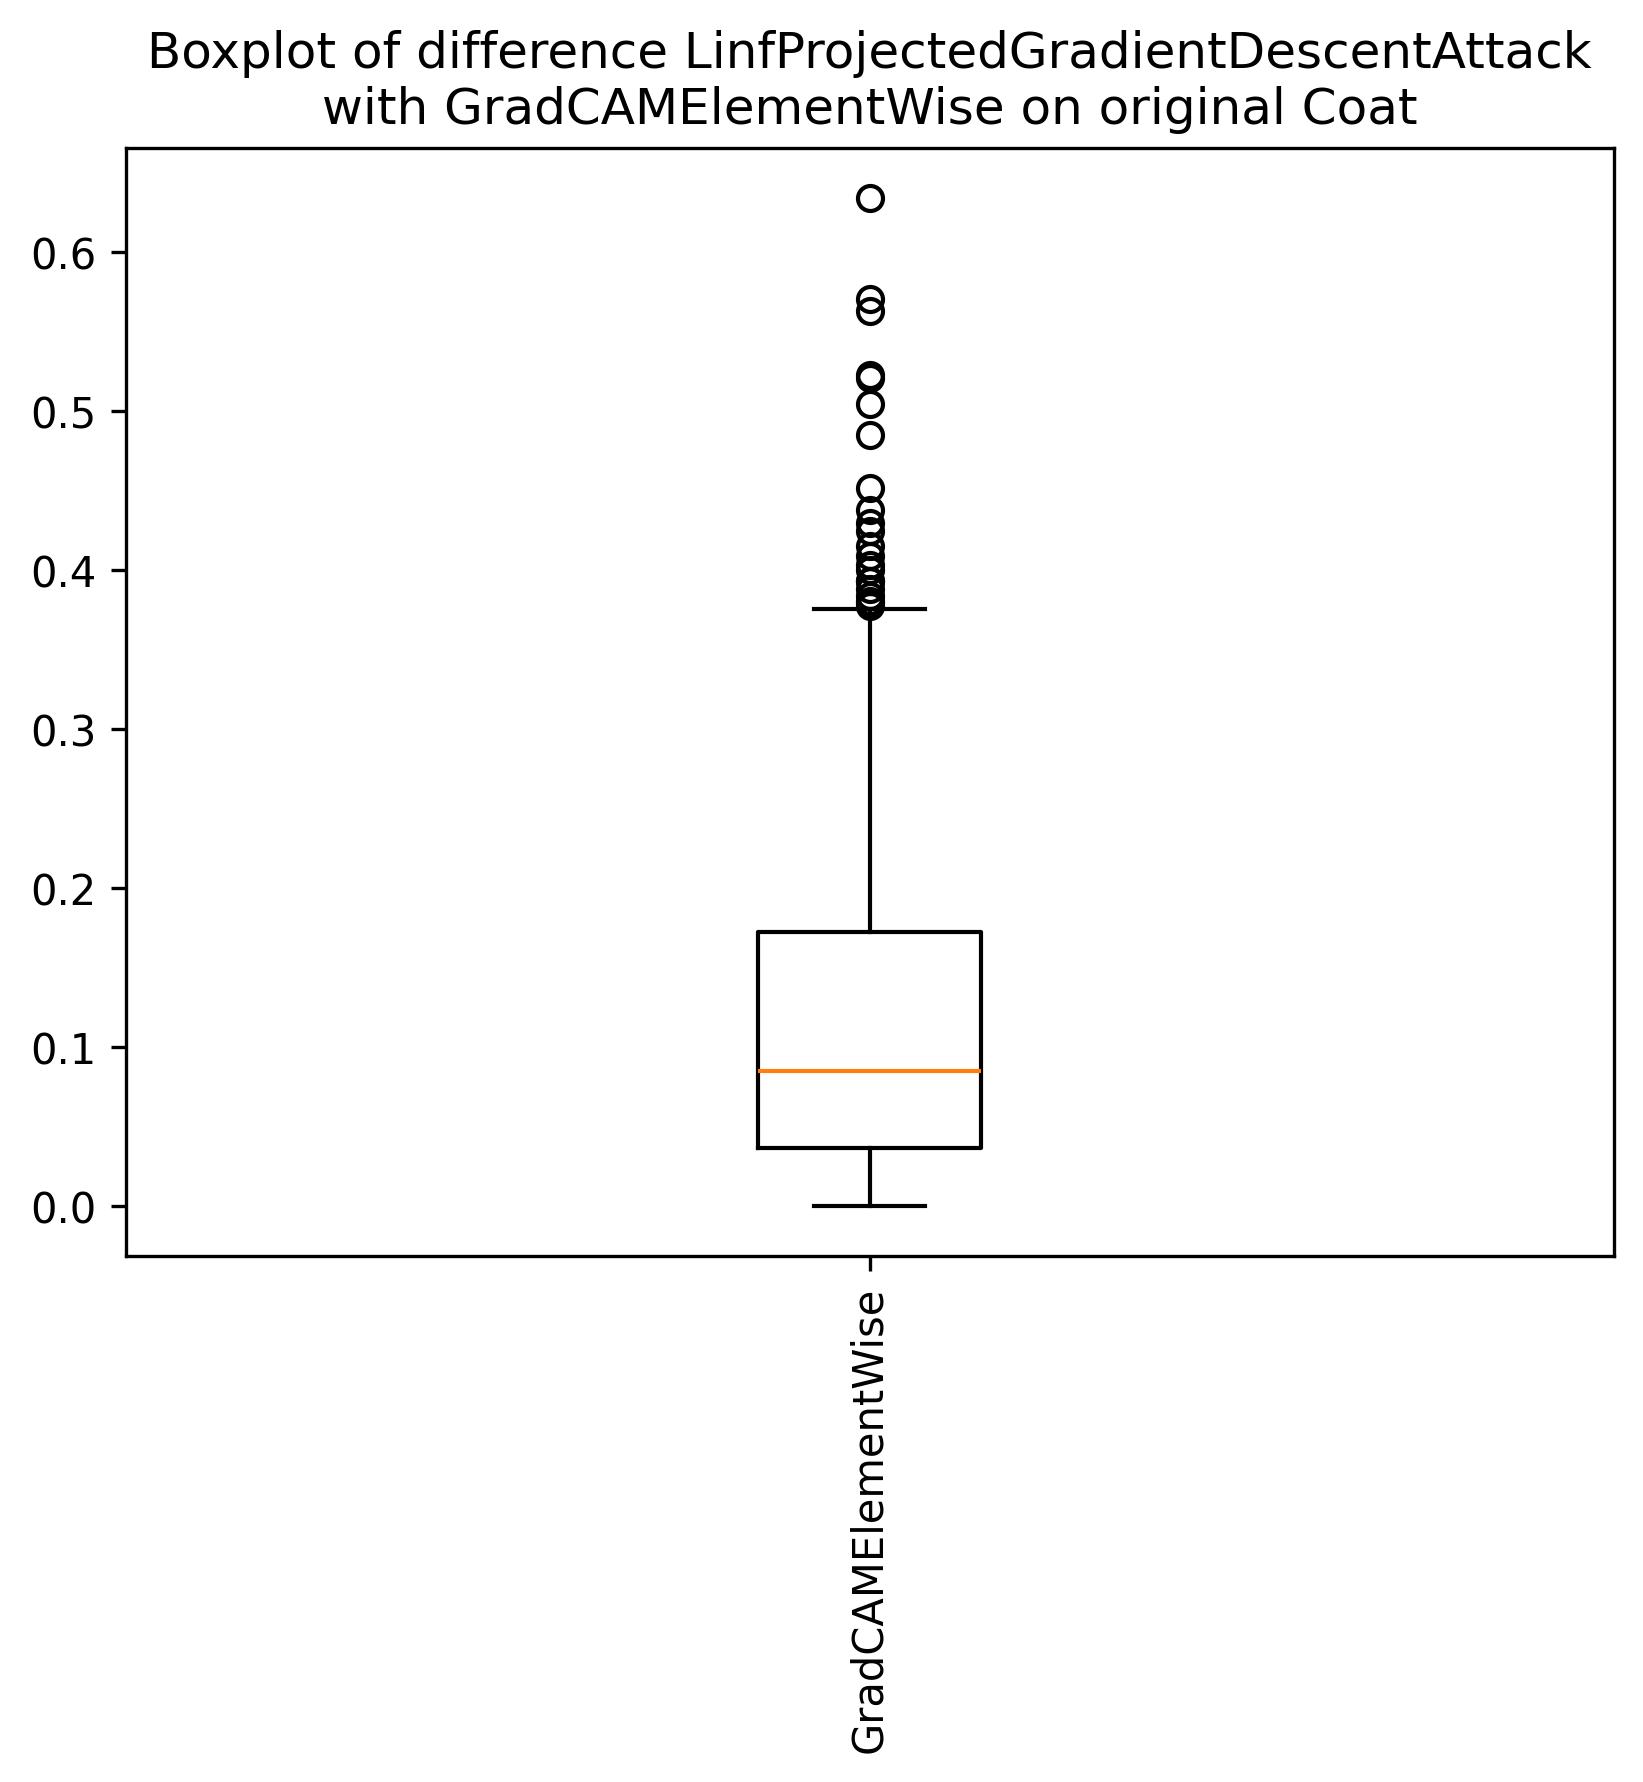 Boxplot of difference LinfProjectedGradientDescentAttack
with GradCAMElementWise on original Coat
0.6
0.5
0.4
0.3
0.2
0.1
0.0
GradCAMElementWise